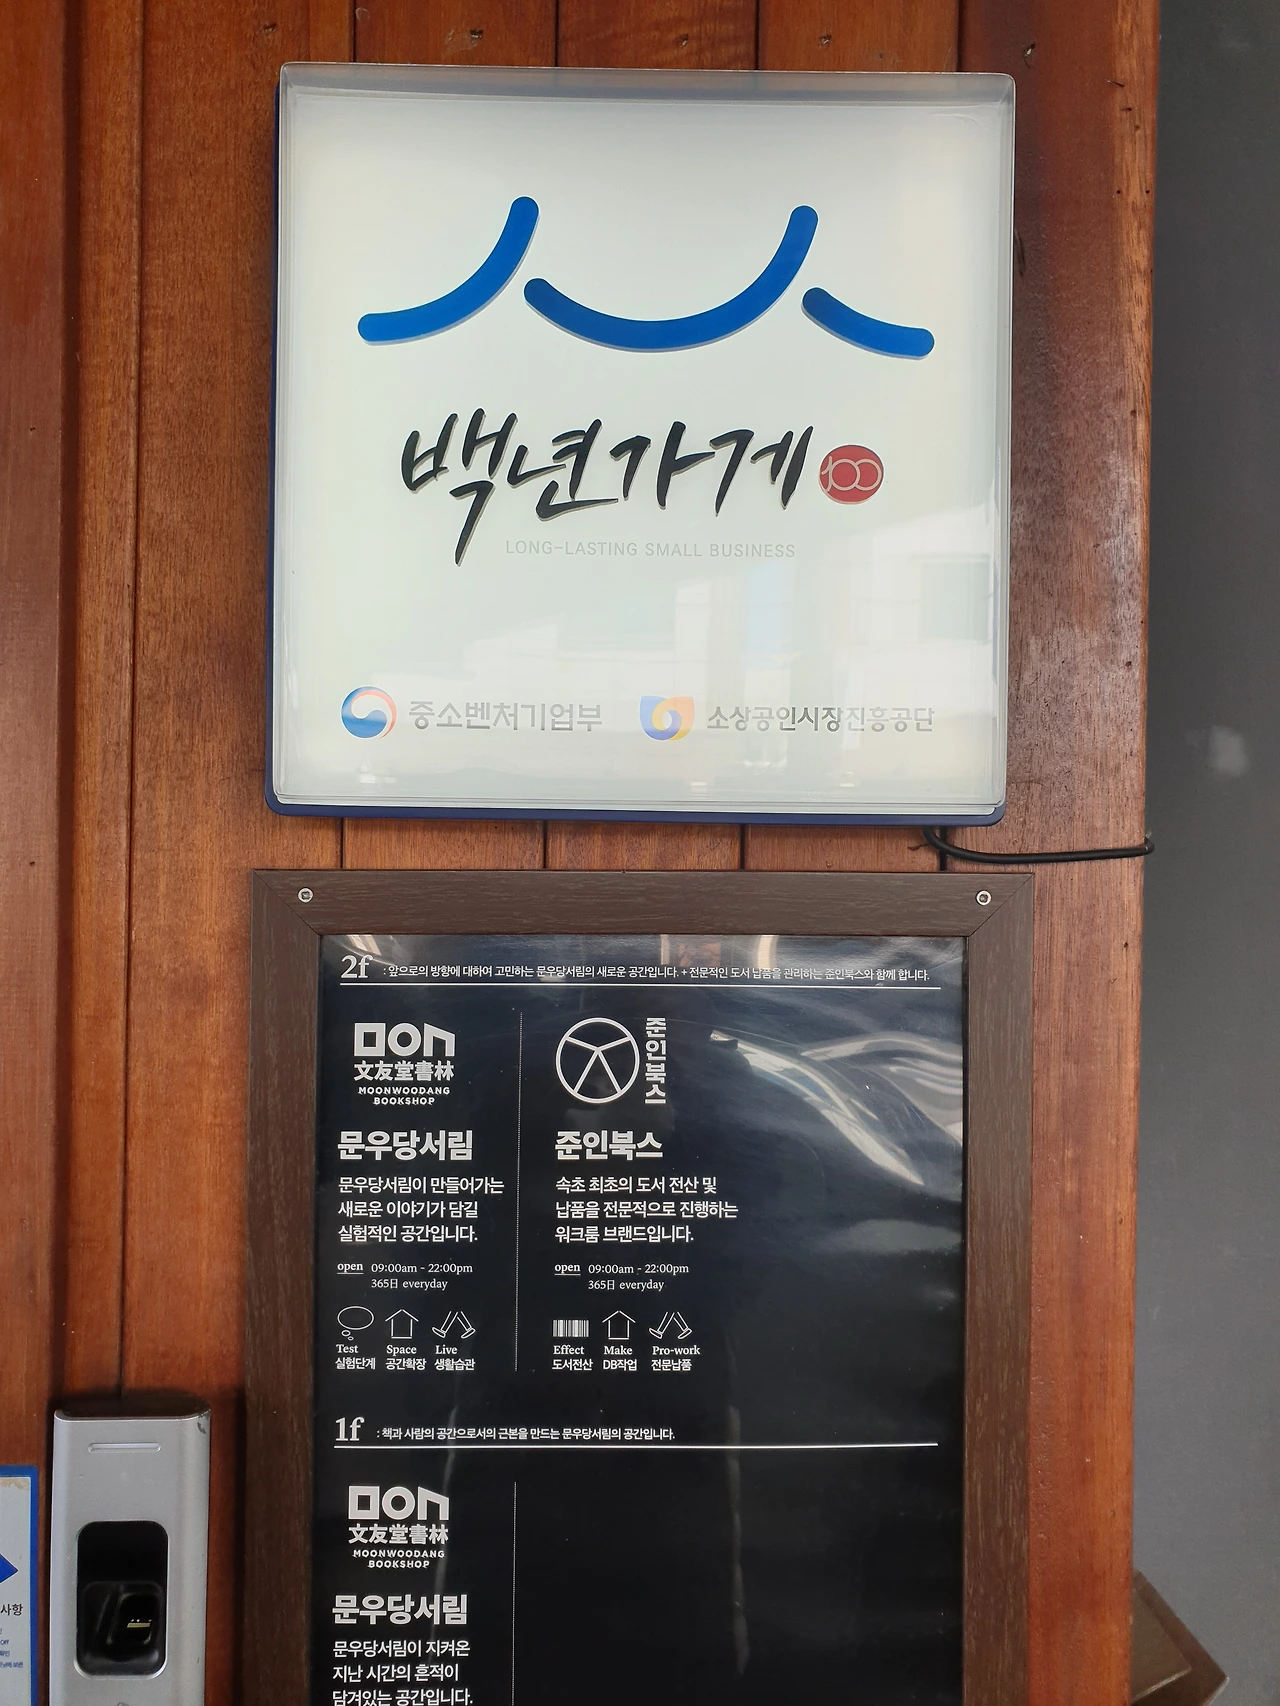 백년가게 100
LONG-LASTING SMALL BUSINESS
중소벤처기업부 소상공인시장진흥공단
2f : 앞으로의 방향에 대하여 고민하는 문우당서림의 새로운 공간입니다. + 전문적인 도서 납품을 관리하는 준인북스와 함께 합니다.
文友堂書林
MOONWOODANG
BOOKSHOP
문우당서림
문우당서림이 만들어가는
새로운 이야기가 담길
실험적인 공간입니다.
open 09:00am - 22:00pm
365日 everyday
Test Space Live
실험단계 공간확장 생활습관
준인북스
준인북스
속초 최초의 도서 전산 및
납품을 전문적으로 진행하는
워크룸 브랜드입니다.
open 09:00am - 22:00pm
365日 everyday
Effect Make Pro-work
도서전산 DB작업 전문납품
1f : 책과 사람의 공간으로서의 근본을 만드는 문우당서림의 공간입니다.
文友堂書林
MOONWOODANG
BOOKSHOP
문우당서림
문우당서림이 지켜온
지난 시간의 흔적이
담겨있는 공간입니다.
사항